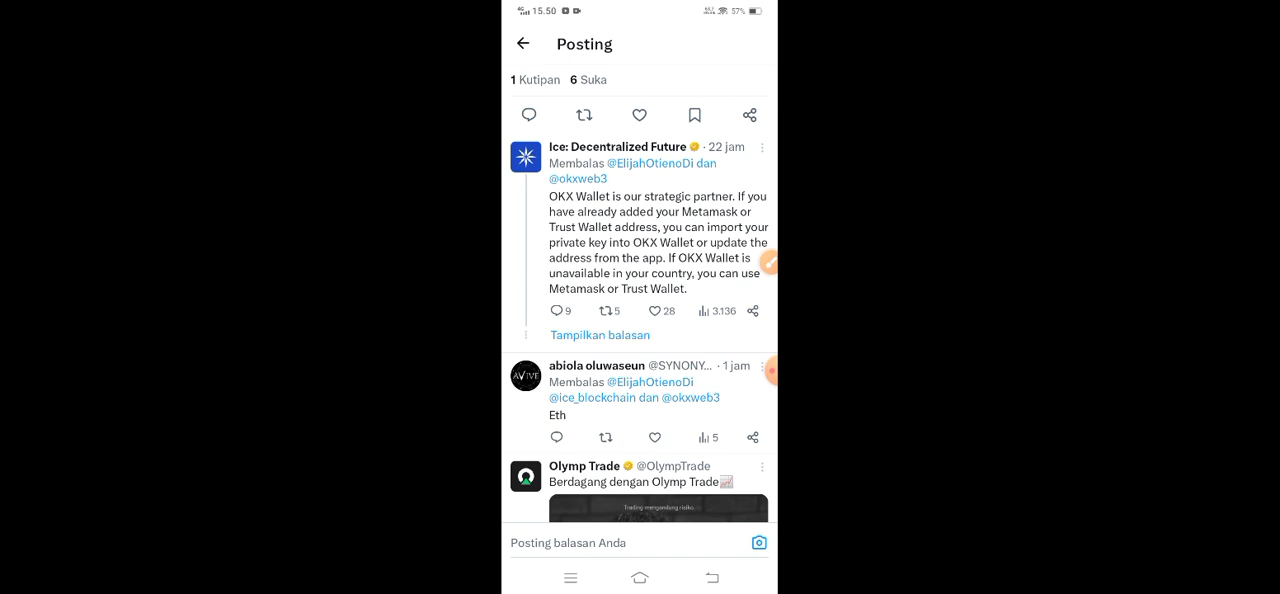 4G 15.50 57%
Posting
1 Kutipan 6 Suka
Ice: Decentralized Future · 22 jam
Membalas @ElijahOtienoDi dan
@okxweb3
OKX Wallet is our strategic partner. If you
have already added your Metamask or
Trust Wallet address, you can import your
private key into OKX Wallet or update the
address from the app. If OKX Wallet is
unavailable in your country, you can use
Metamask or Trust Wallet.
9 5 28 3.136
Tampilkan balasan
abiola oluwaseun @SYNONY... · 1 jam
AVIVE
Membalas @ElijahOtienoDi
@ice_blockchain dan @okxweb3
Eth
5
Olymp Trade @OlympTrade
Berdagang dengan Olymp Trade📈
Trading mengandung risiko
Posting balasan Anda